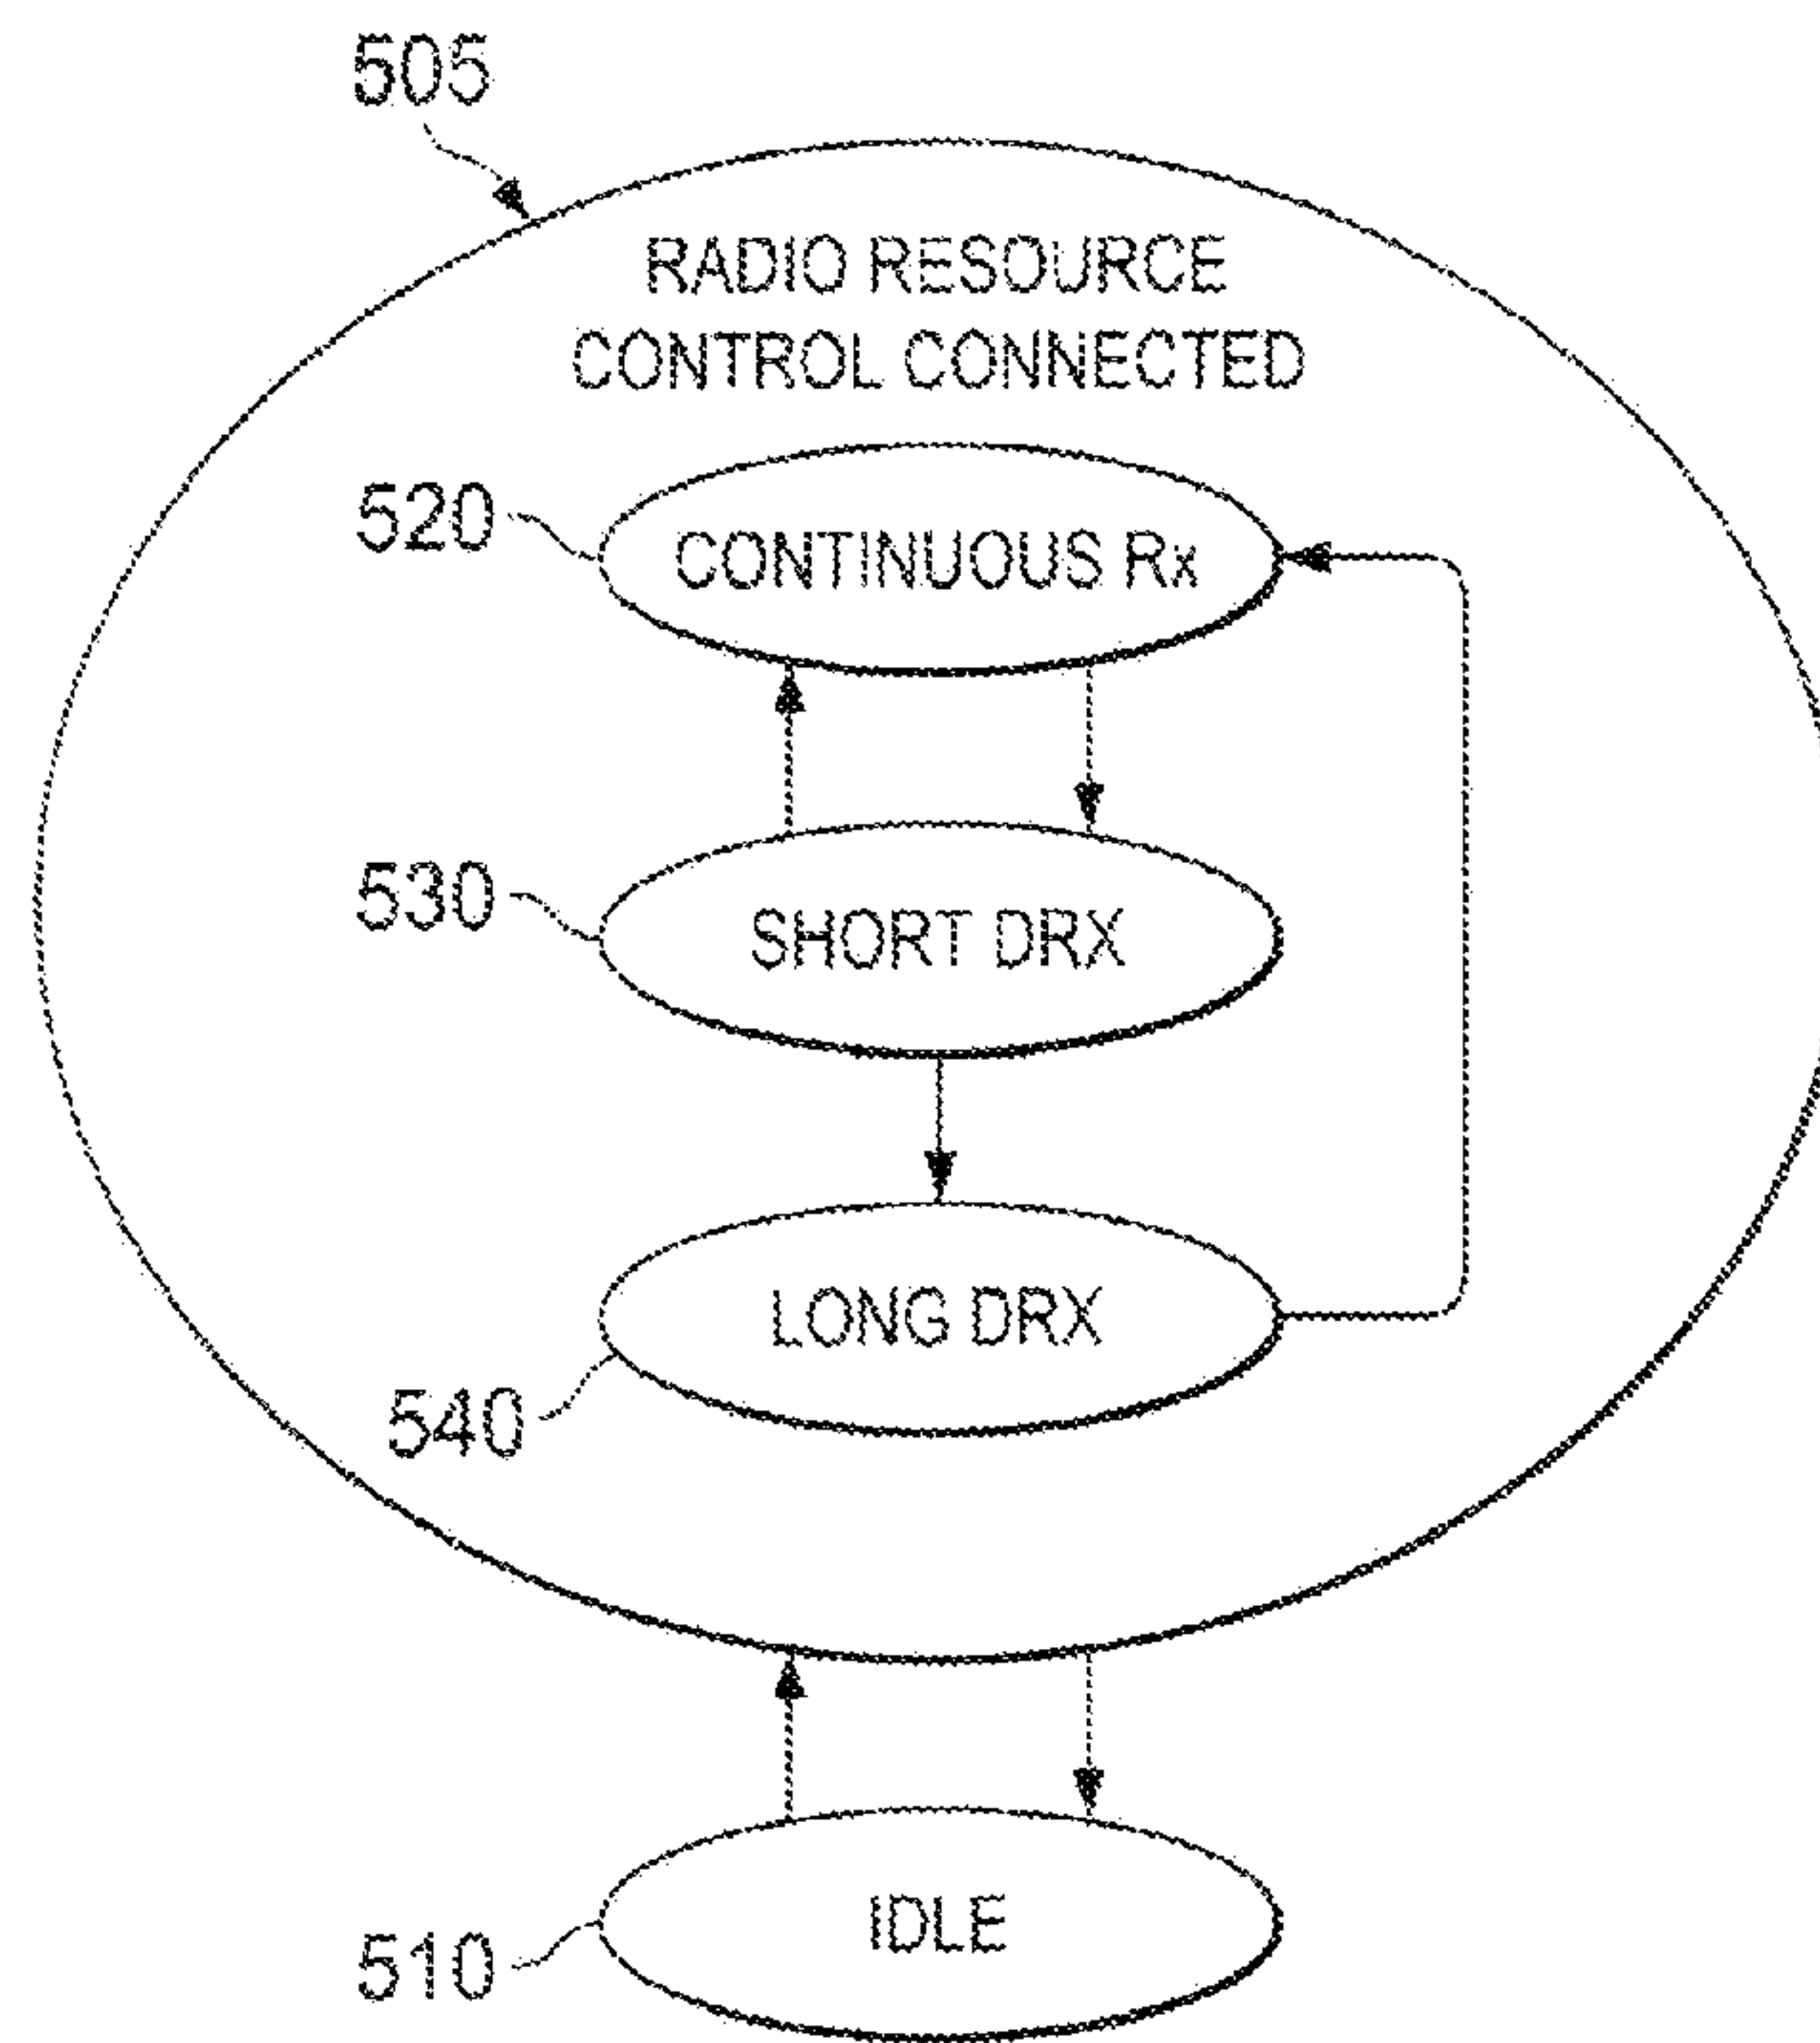 505
RADIO RESOURCE
CONTROL CONNECTED
520
CONTINUOUS Rx
530
SHORT DRX
LONG DRX
540
IDLE
510